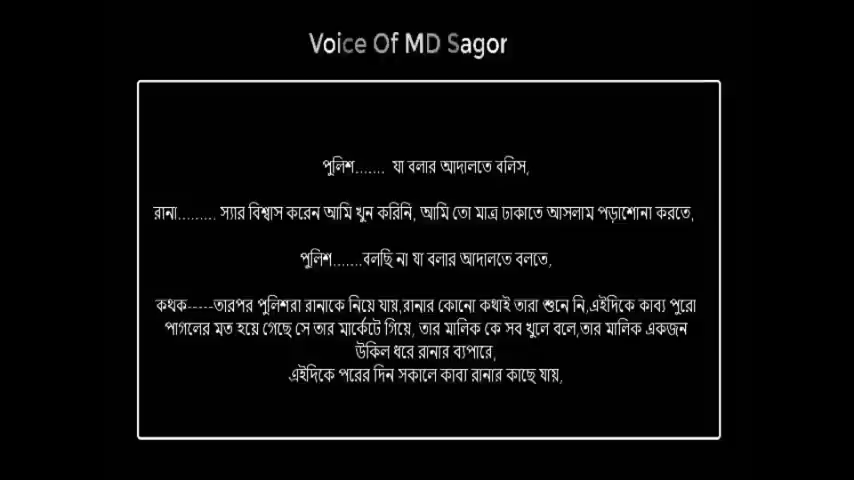 Voice Of MD Sagor
পুলিশ....... যা বলার আদালতে বলিস,
রানা......... স্যার বিশ্বাস করেন আমি খুন করিনি, আমি তো মাত্র ঢাকাতে আসলাম পড়াশোনা করতে,
পুলিশ.......বলছি না যা বলার আদালতে বলতে,
কথক-----তারপর পুলিশরা রানাকে নিয়ে যায়,রানার কোনো কথাই তারা শুনে নি,এইদিকে কাব্য পুরো
পাগলের মত হয়ে গেছে সে তার মার্কেটে গিয়ে, তার মালিক কে সব খুলে বলে,তার মালিক একজন
উকিল ধরে রানার ব্যপারে,
এইদিকে পরের দিন সকালে কাব্য রানার কাছে যায়,